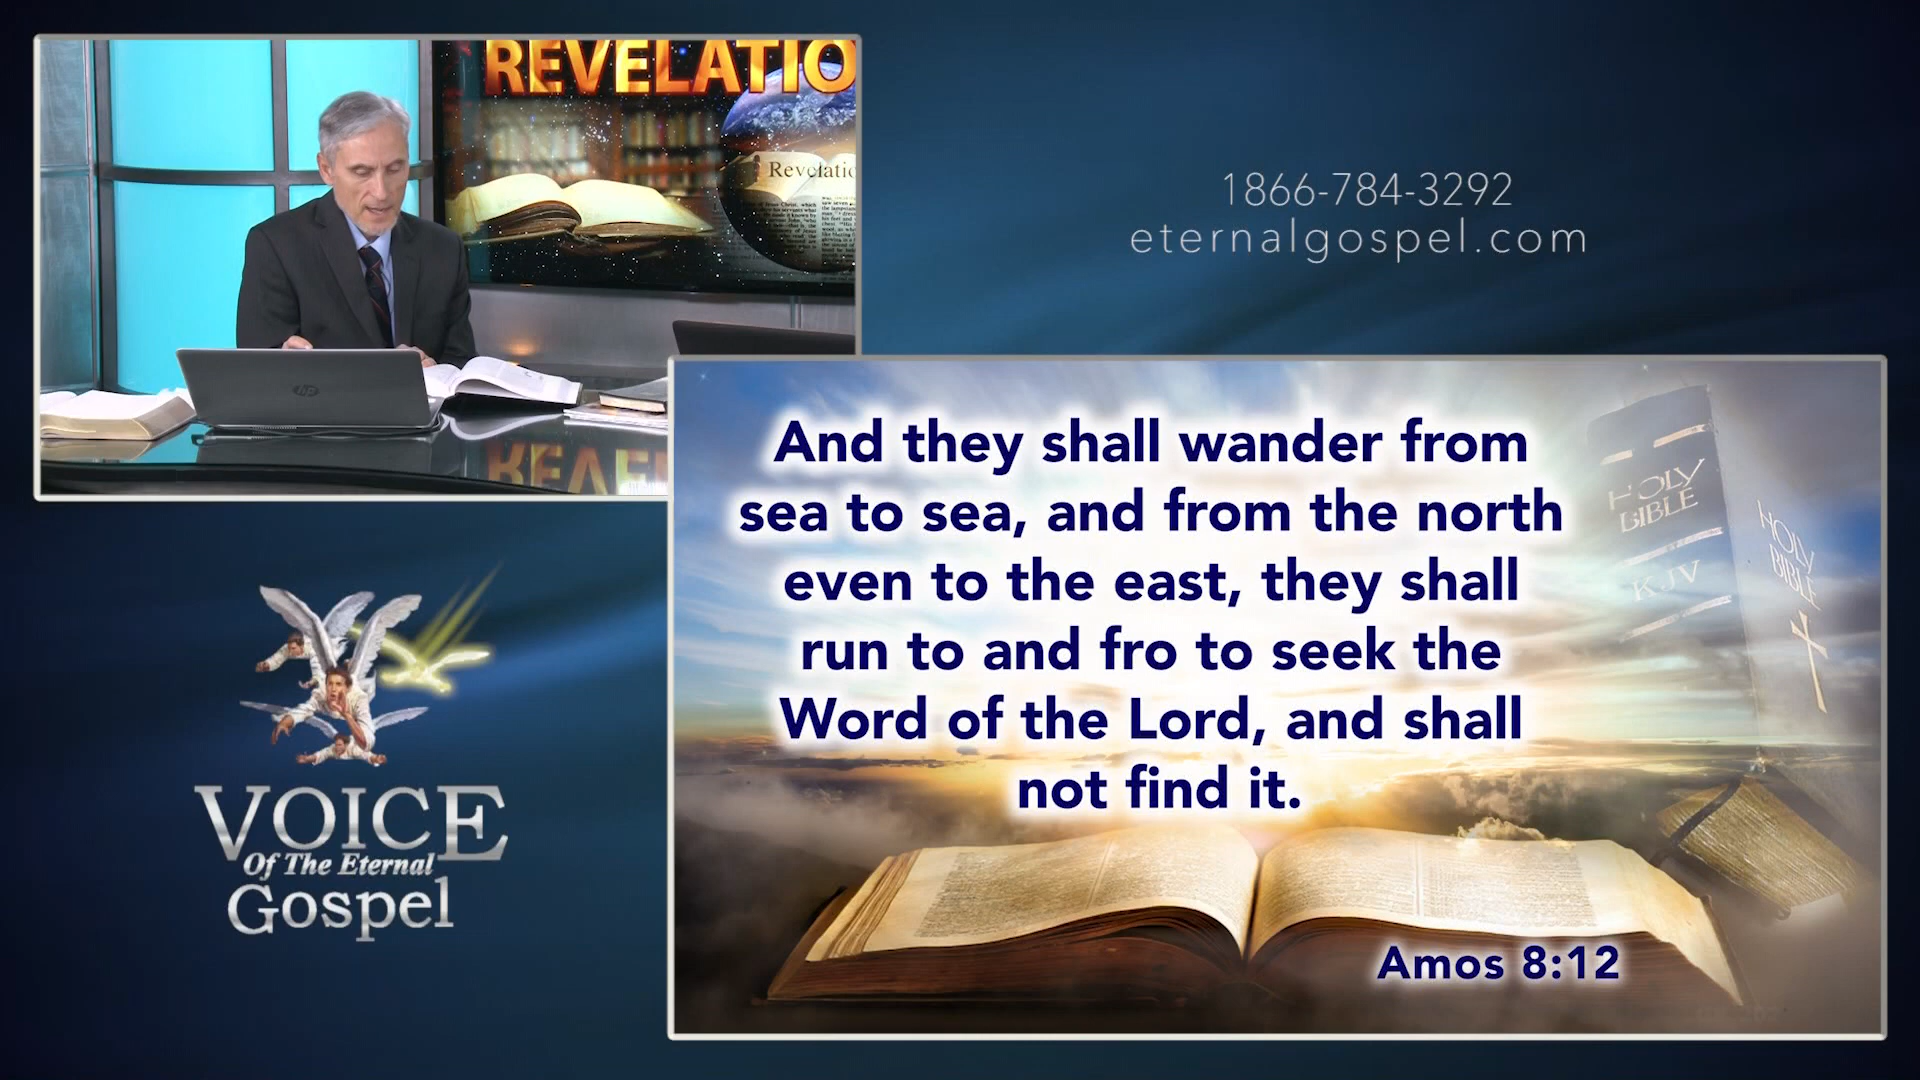 REVELATIO
Revelatio
1866-784-3292
eternalgospel.com
And they shall wander from
sea to sea, and from the north
even to the east, they shall
run to and fro to seek the
Word of the Lord, and shall
not find it.
Amos 8:12
HOLY
BIBLE
KJV
HOLY
BIBLE
hp
VOICE
Of The Eternal
Gospel